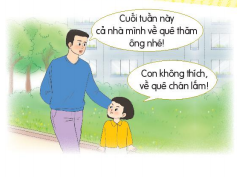 Cuối tuần này
cả nhà mình về quê thăm
ông nhé!
Con không thích,
về quê chán lắm!